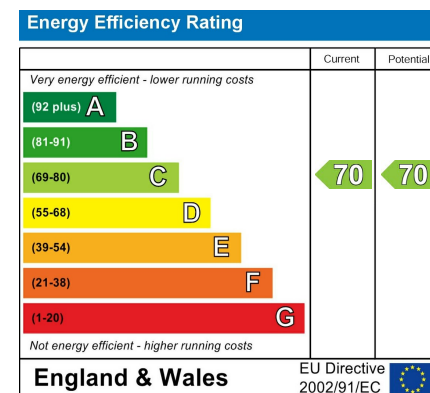 Energy Efficiency Rating
Current Potential
Very energy efficient - lower running costs
(92 plus) A
(81-91) B
(69-80) C 70 70
(55-68) D
(39-54) E
(21-38) F
(1-20) G
Not energy efficient - higher running costs
England & Wales
EU Directive
2002/91/EC